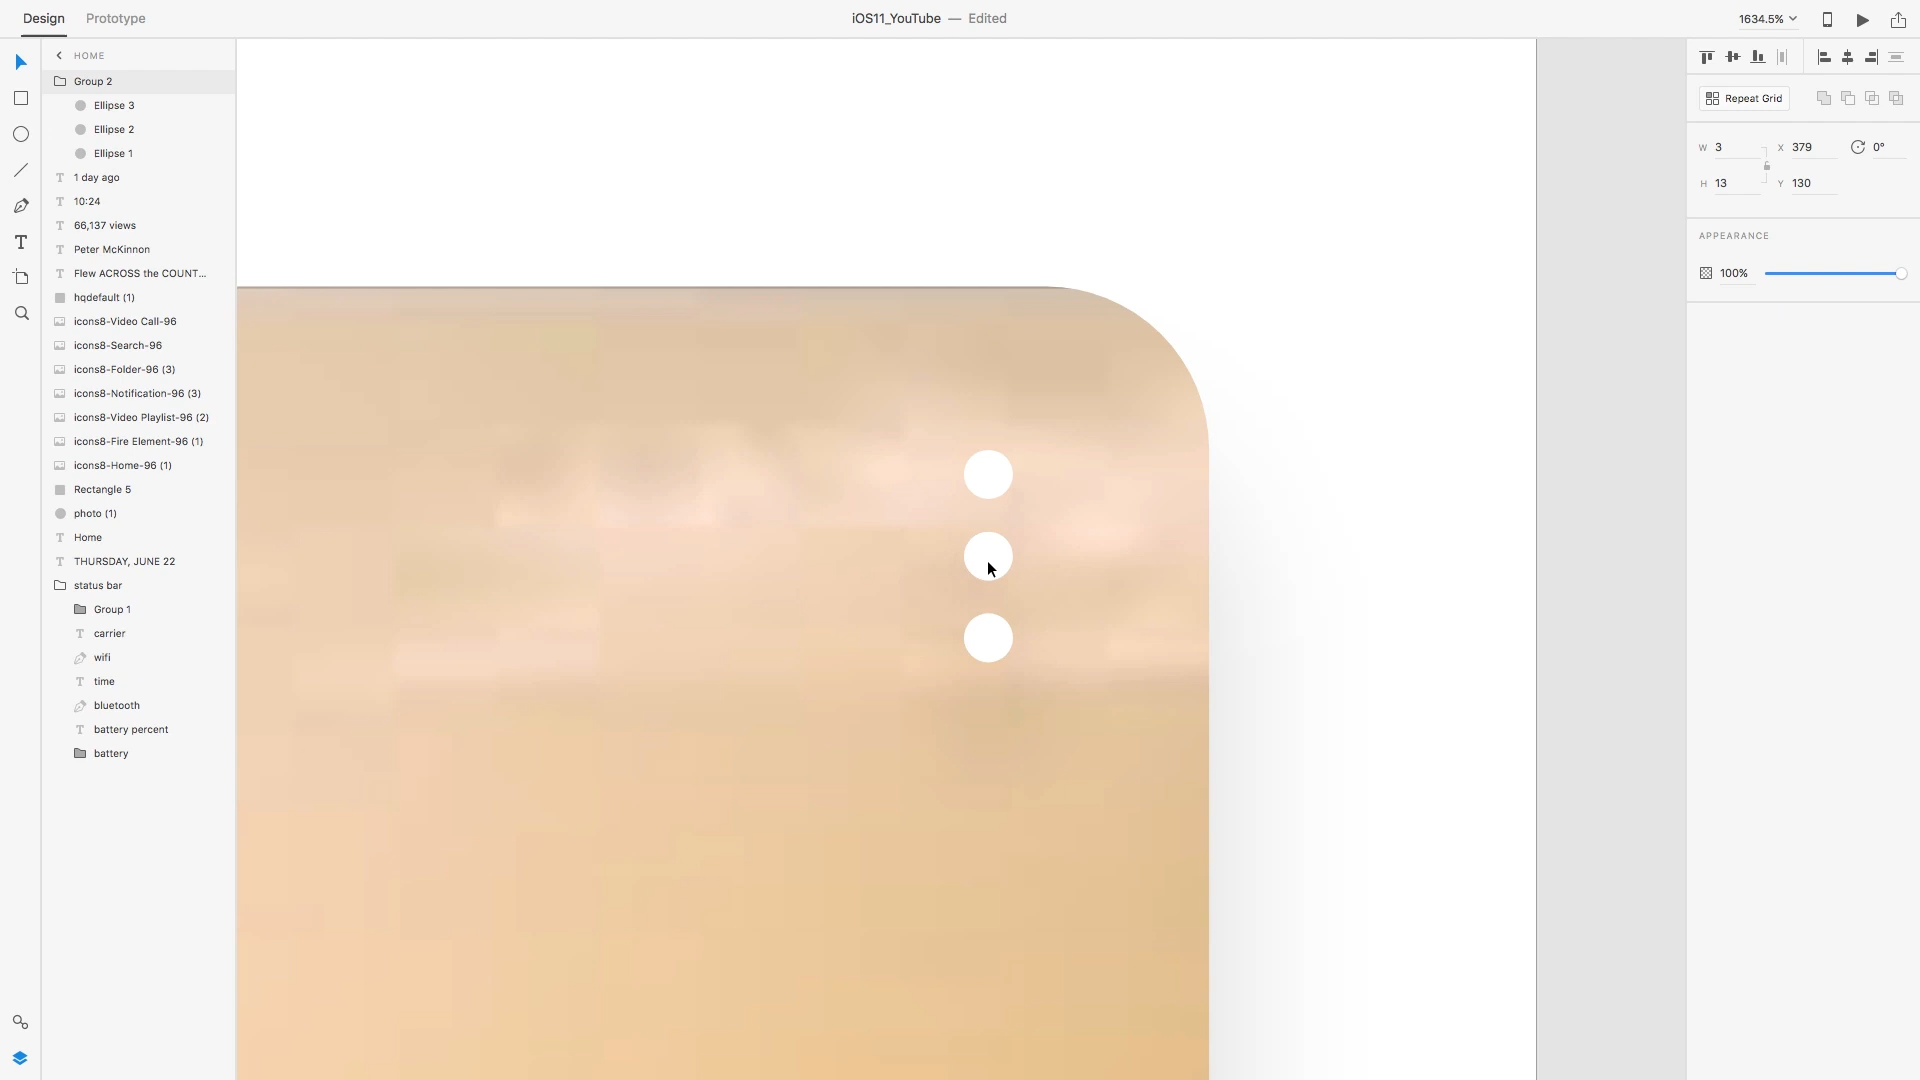 Design Prototype iOS11_YouTube — Edited 1634.5%
HOME
Group 2
Ellipse 3
Ellipse 2
Ellipse 1
1 day ago
10:24
66,137 views
Peter McKinnon
Flew ACROSS the COUNT...
hqdefault (1)
icons8-Video Call-96
icons8-Search-96
icons8-Folder-96 (3)
icons8-Notification-96 (3)
icons8-Video Playlist-96 (2)
icons8-Fire Element-96 (1)
icons8-Home-96 (1)
Rectangle 5
photo (1)
Home
THURSDAY, JUNE 22
status bar
Group 1
carrier
wifi
time
bluetooth
battery percent
battery
Repeat Grid
W 3 X 379 0°
H 13 Y 130
APPEARANCE
100%